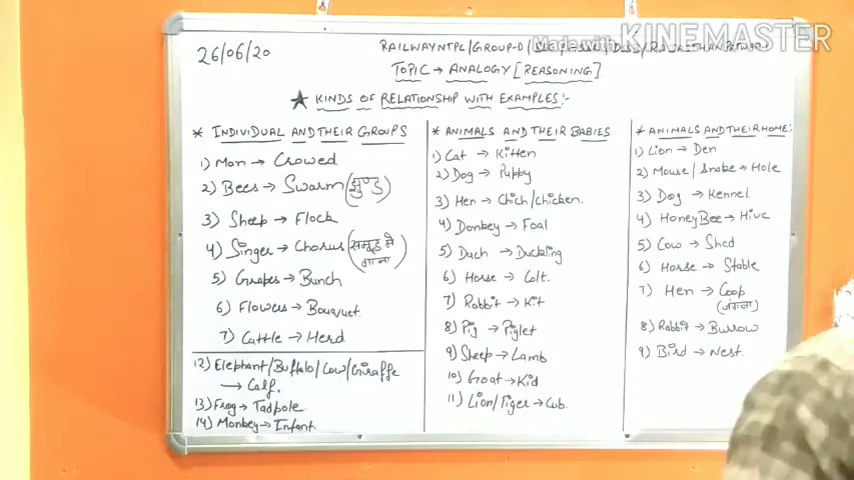 26/06/20
RAILWAY NTPC/GROUP-D/
Made with KINEMASTER
TOPIC → ANALOGY [REASONING]
★ KINDS OF RELATIONSHIP WITH EXAMPLES:-
* INDIVIDUAL AND THEIR GROUPS
1) Man → Crowed
2) Bees → Swarm (झुण्ड)
3) Sheep → Flock
4) Singer → Chorus (समूह में
गाना)
5) Grapes → Bunch
6) Flowers → Bouquet
7) Cattle → Herd
* ANIMALS AND THEIR BABIES
1) Cat → Kitten
2) Dog → Puppy
3) Hen → Chich/chicken.
4) Donkey → Foal
5) Duch → Duckling
6) Horse → Colt.
7) Rabbit → Kit
8) Pig → Piglet
9) Sheep → Lamb
10) Goat → Kid
11) Lion/Tiger → Cub.
12) Elephant/Buffalo/Cow/Giraffe
→ Calf.
13) Frog → Tadpole.
14) Monkey → Infant.
* ANIMALS AND THEIR HOME:
1) Lion → Den
2) Mouse/Snake → Hole
3) Dog → Kennel
4) Honey Bee → Hive
5) Cow → Shed
6) Horse → Stable
7) Hen → Coop
(जंगला)
8) Rabbit → Burrow
9) Bird → Nest.